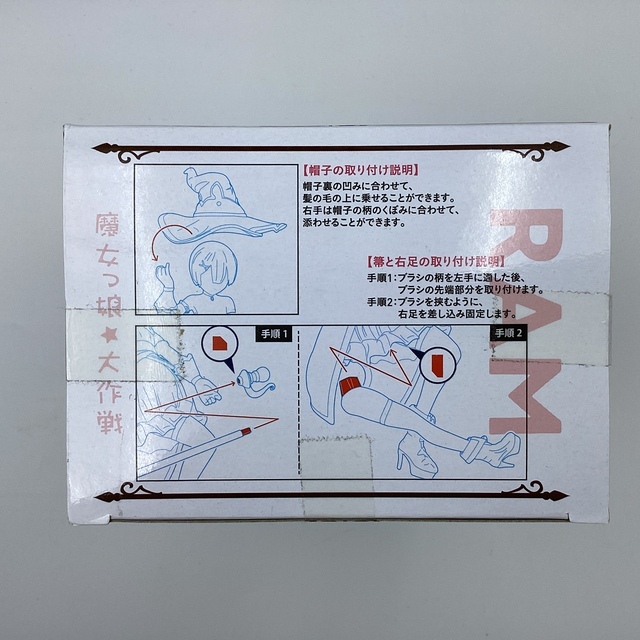 【帽子の取り付け説明】
帽子裏の凹みに合わせて、
髪の毛の上に乗せることができます。
右手は帽子の柄のくぼみに合わせて、
添わせることができます。
【箒と右足の取り付け説明】
手順1：ブラシの柄を左手に通した後、
ブラシの先端部分を取り付けます。
手順2：ブラシを挟むように、
右足を差し込み固定します。
手順1
手順2
魔女っ娘★大作戦
RAM